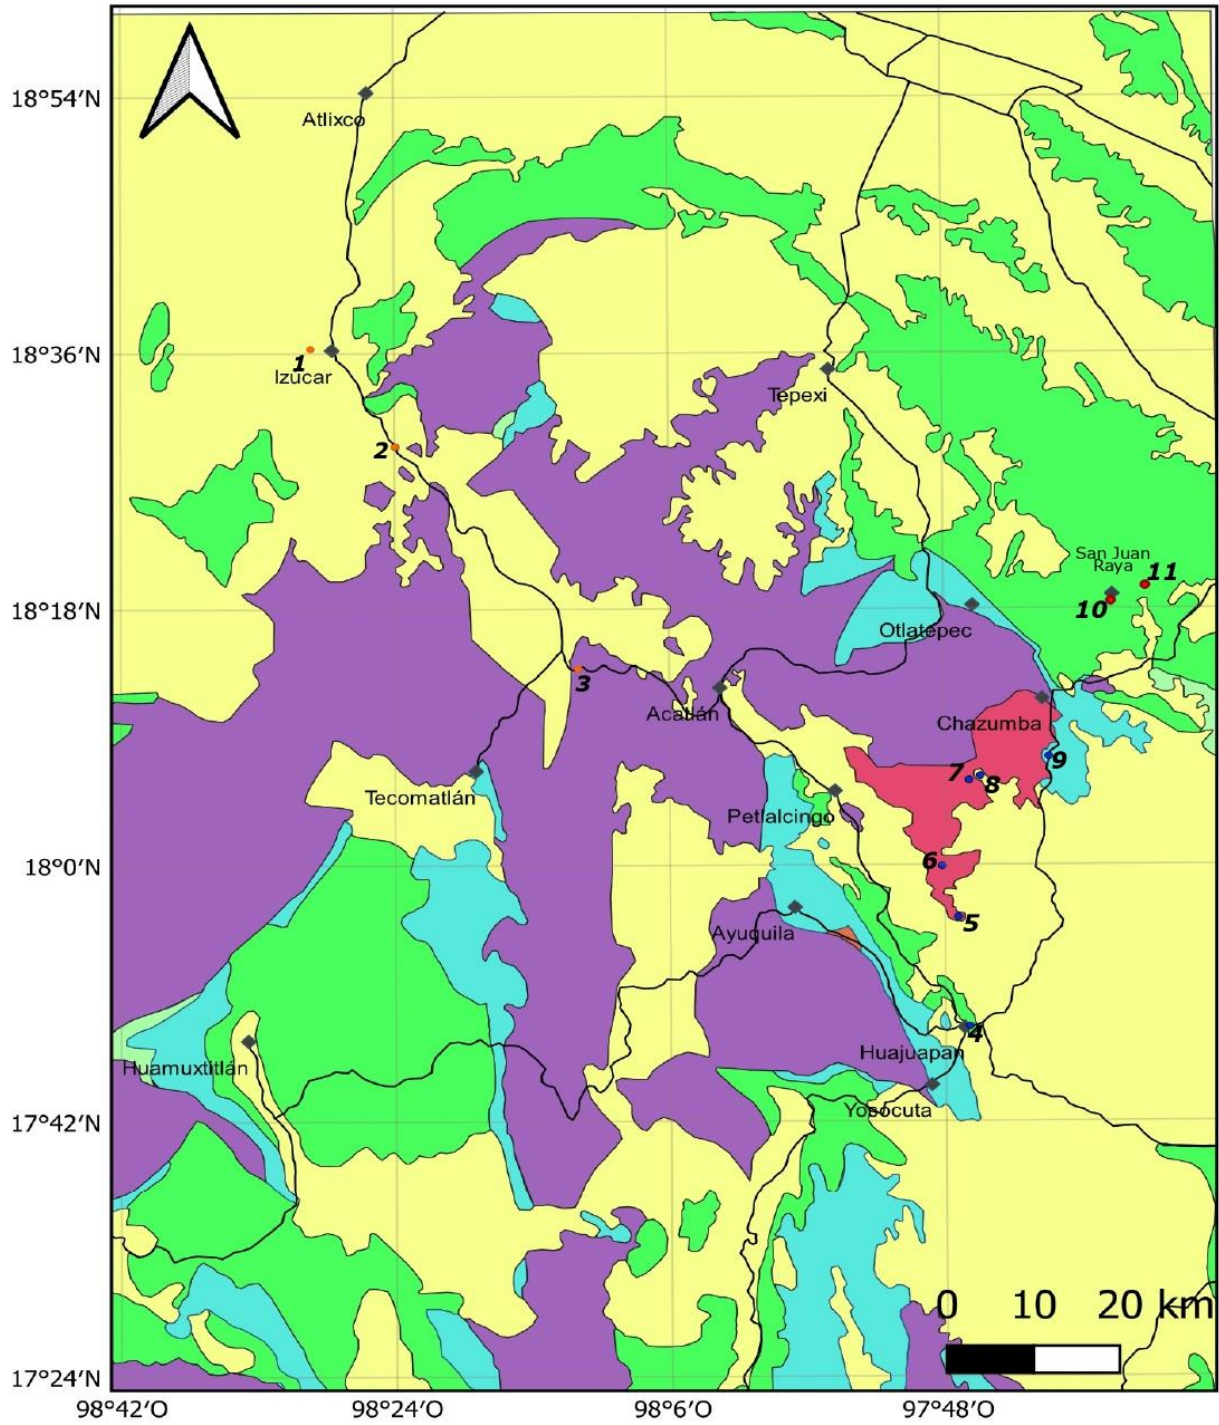 18°54'N
Atlixco
18°36'N
1
Izúcar
Tepexi
2
San Juan
Raya
11
10
18°18'N
Otlatepec
3
Acatlán
Chazumba
9
7
8
Tecomatlán
Petlalcingo
18°0'N
6
5
Ayuquila
4
Huajuapan
Huamuxtitlán
Yosocuta
17°42'N
0 10 20 km
17°24'N
98°42'O 98°24'O 98°6'O 97°48'O